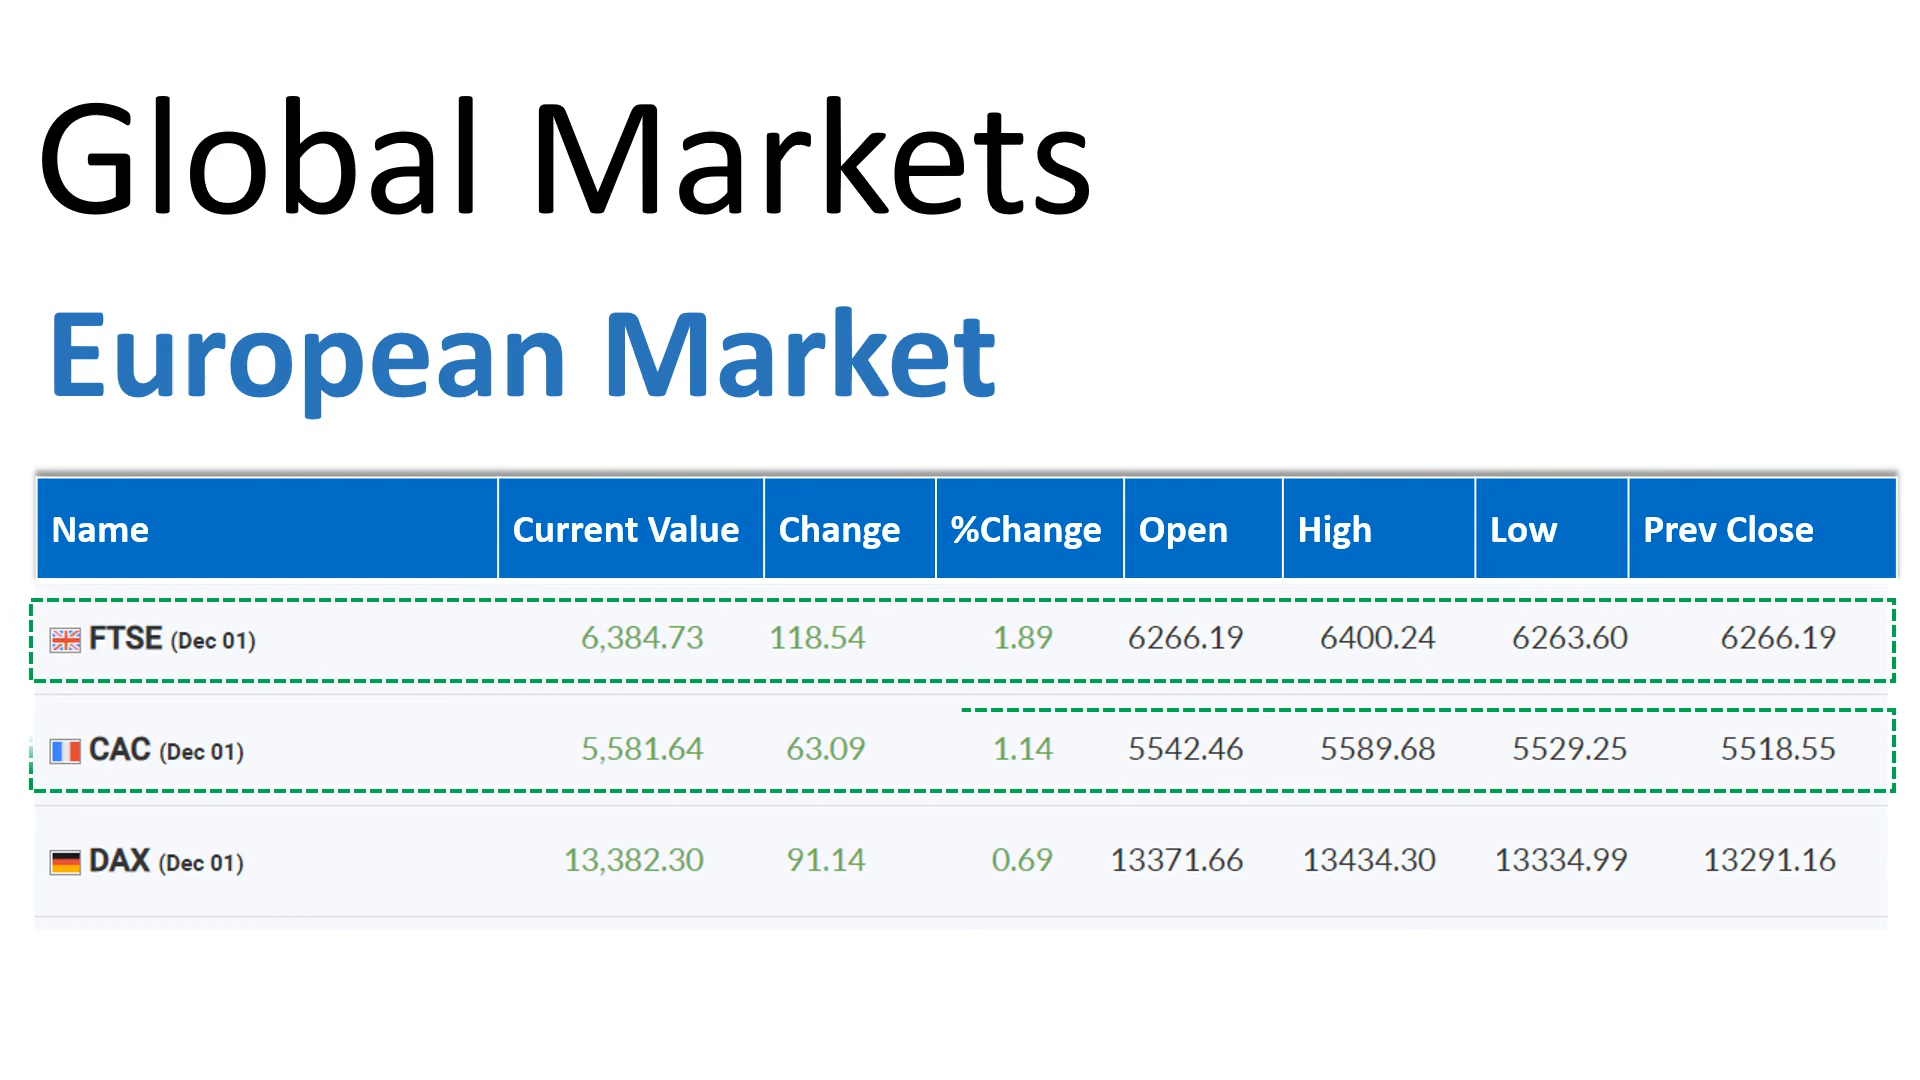 Global Markets
European Market
Name Current Value Change %Change Open High Low Prev Close
FTSE (Dec 01) 6,384.73 118.54 1.89 6266.19 6400.24 6263.60 6266.19
CAC (Dec 01) 5,581.64 63.09 1.14 5542.46 5589.68 5529.25 5518.55
DAX (Dec 01) 13,382.30 91.14 0.69 13371.66 13434.30 13334.99 13291.16